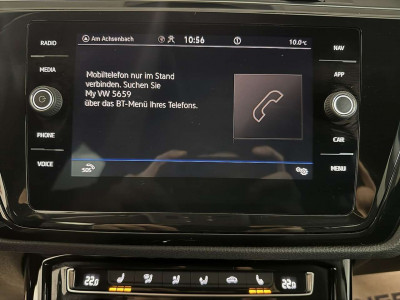 Am Achsenbach 10:56 10.0°C
RADIO
NAV
MEDIA
APP
Mobiltelefon nur im Stand
verbinden. Suchen Sie
My VW 5659
über das BT-Menü Ihres Telefons.
PHONE
CAR
VOICE
MENU
22.0
22.0